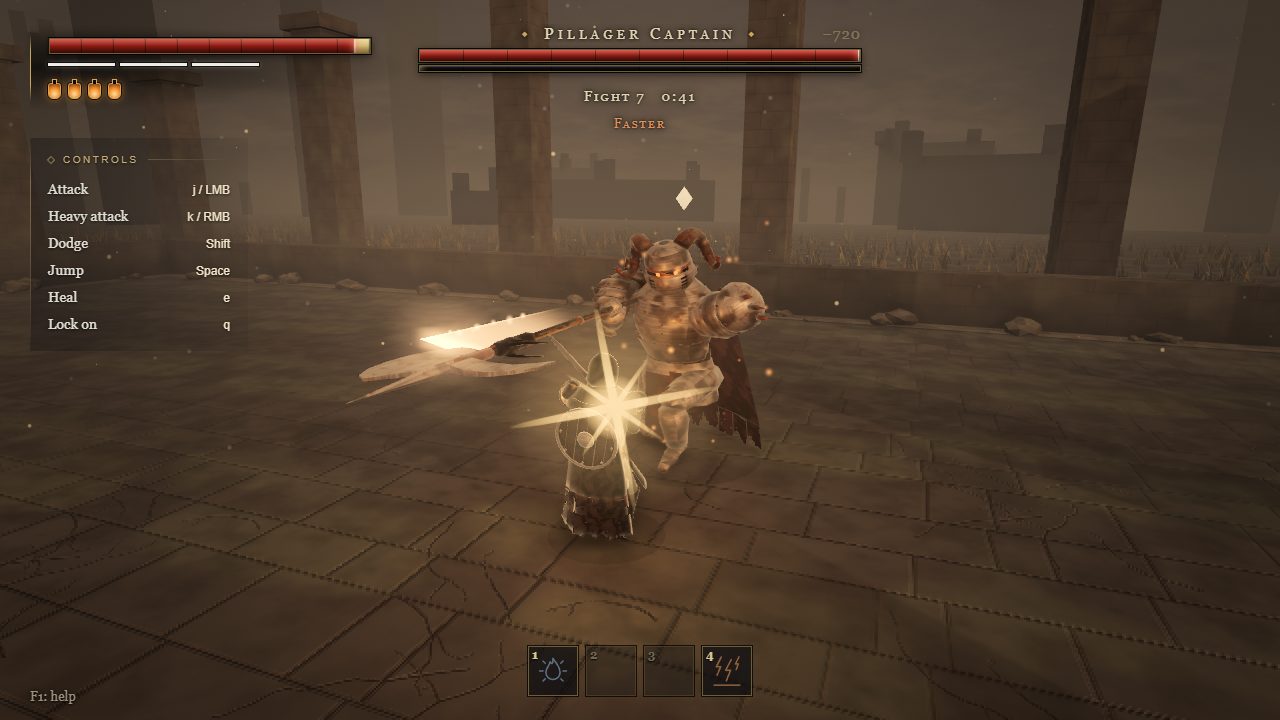 Pillager Captain
−720
Fight 7 0:41
Faster
CONTROLS
Attack j / LMB
Heavy attack k / RMB
Dodge Shift
Jump Space
Heal e
Lock on q
1 2 3 4
F1: help